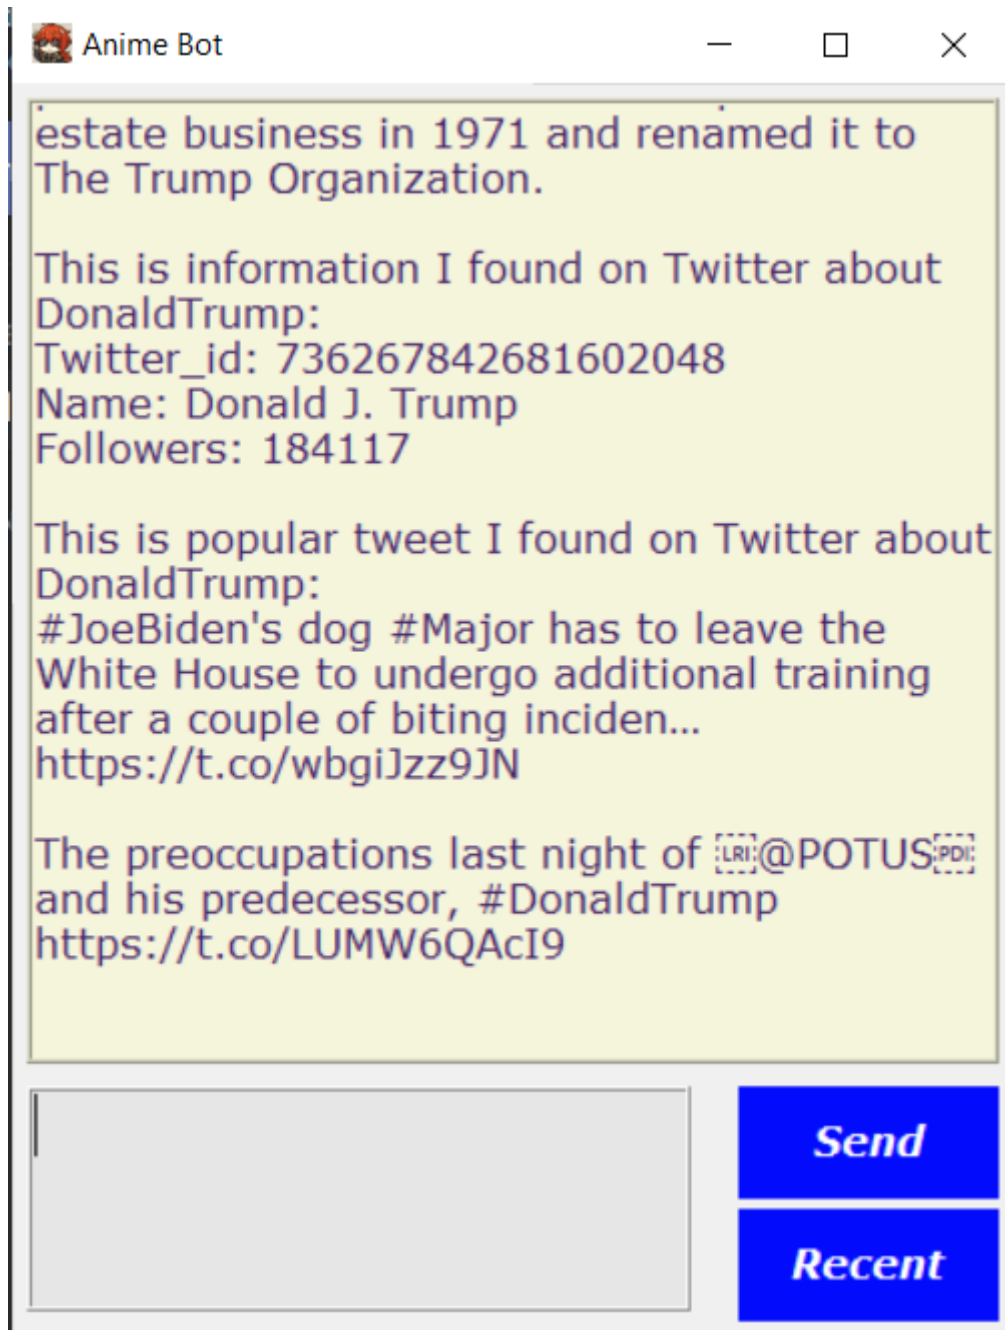 Anime Bot
estate business in 1971 and renamed it to
The Trump Organization.
This is information I found on Twitter about
DonaldTrump:
Twitter_id: 736267842681602048
Name: Donald J. Trump
Followers: 184117
This is popular tweet I found on Twitter about
DonaldTrump:
#JoeBiden's dog #Major has to leave the
White House to undergo additional training
after a couple of biting inciden…
https://t.co/wbgiJzz9JN
The preoccupations last night of LRI@POTUSPDI
and his predecessor, #DonaldTrump
https://t.co/LUMW6QAcI9
Send
Recent